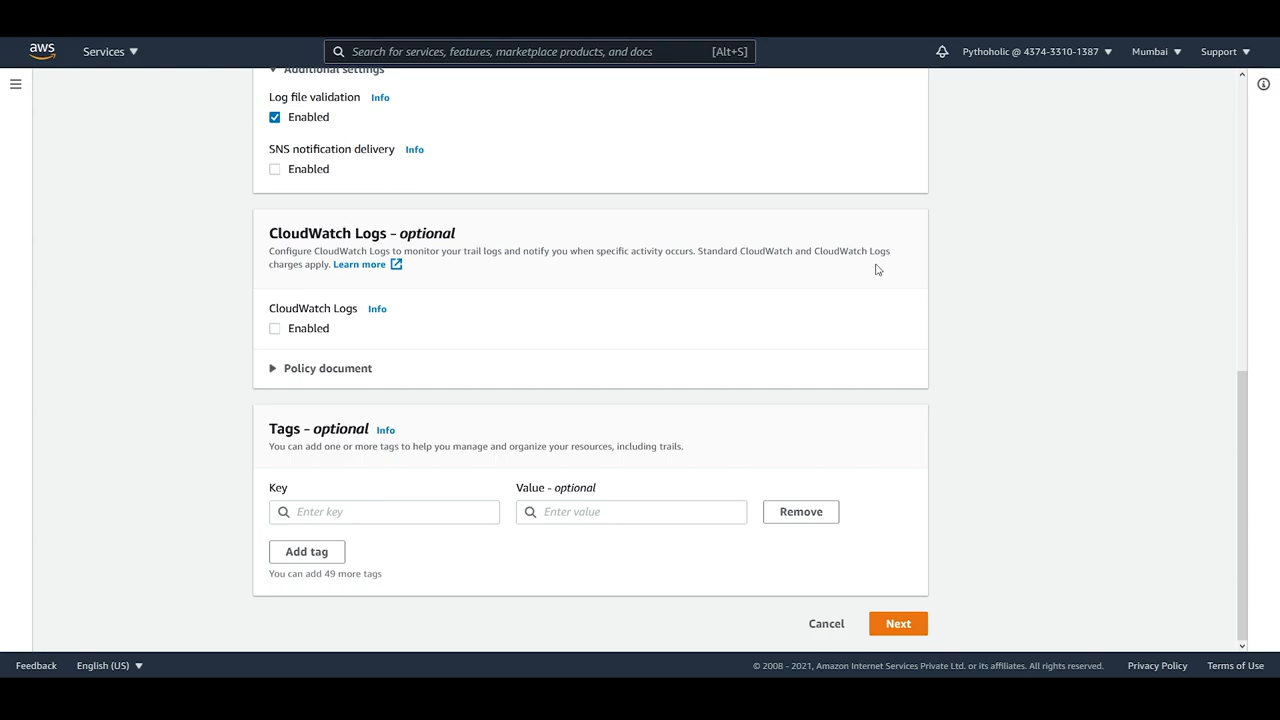 aws
Services
Search for services, features, marketplace products, and docs [Alt+S]
Pythoholic @ 4374-3310-1387
Mumbai
Support
Additional settings
Log file validation Info
Enabled
SNS notification delivery Info
Enabled
CloudWatch Logs - optional
Configure CloudWatch Logs to monitor your trail logs and notify you when specific activity occurs. Standard CloudWatch and CloudWatch Logs
charges apply. Learn more
CloudWatch Logs Info
Enabled
Policy document
Tags - optional Info
You can add one or more tags to help you manage and organize your resources, including trails.
Key Value - optional
Enter key Enter value Remove
Add tag
You can add 49 more tags
Cancel Next
Feedback English (US) © 2008 - 2021, Amazon Internet Services Private Ltd. or its affiliates. All rights reserved. Privacy Policy Terms of Use